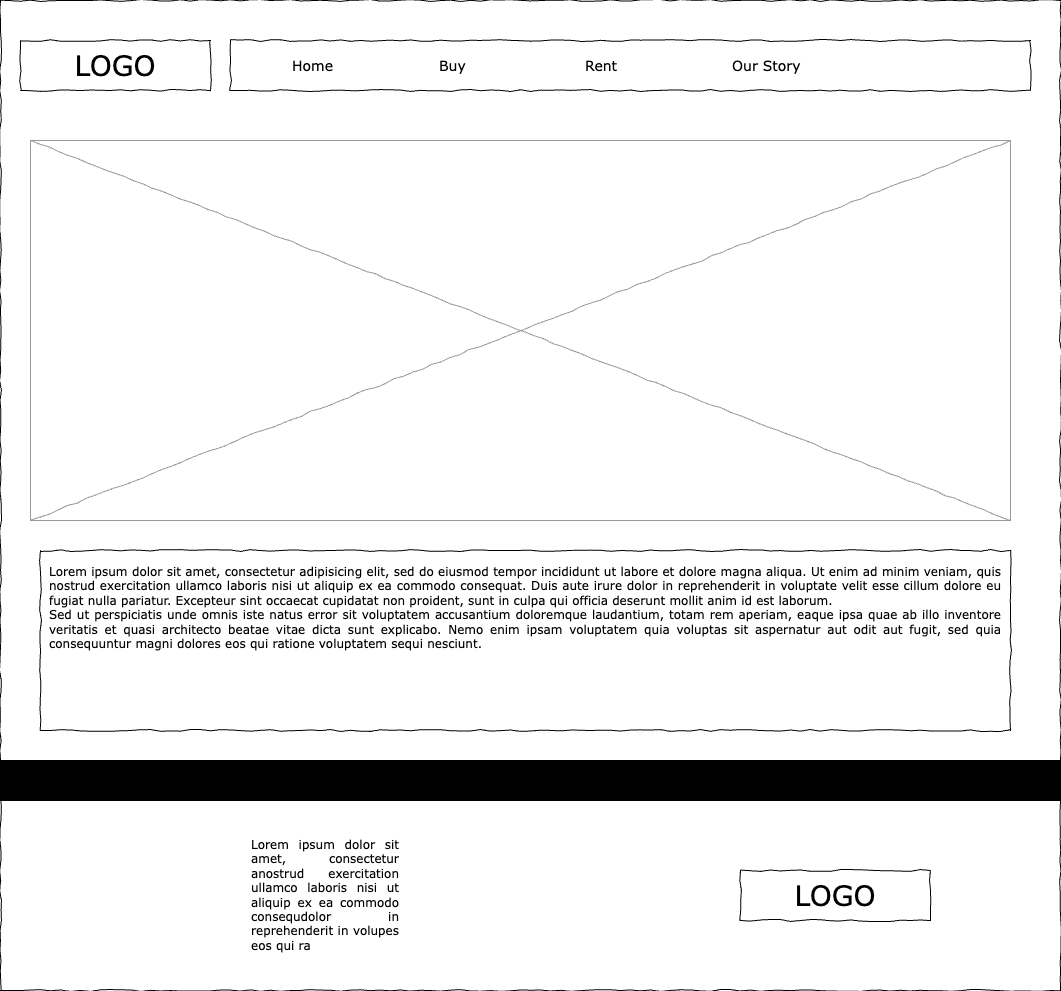 LOGO
Home Buy Rent Our Story
Lorem ipsum dolor sit amet, consectetur adipisicing elit, sed do eiusmod tempor incididunt ut labore et dolore magna aliqua. Ut enim ad minim veniam, quis
nostrud exercitation ullamco laboris nisi ut aliquip ex ea commodo consequat. Duis aute irure dolor in reprehenderit in voluptate velit esse cillum dolore eu
fugiat nulla pariatur. Excepteur sint occaecat cupidatat non proident, sunt in culpa qui officia deserunt mollit anim id est laborum.
Sed ut perspiciatis unde omnis iste natus error sit voluptatem accusantium doloremque laudantium, totam rem aperiam, eaque ipsa quae ab illo inventore
veritatis et quasi architecto beatae vitae dicta sunt explicabo. Nemo enim ipsam voluptatem quia voluptas sit aspernatur aut odit aut fugit, sed quia
consequuntur magni dolores eos qui ratione voluptatem sequi nesciunt.
Lorem ipsum dolor sit
amet, consectetur
anostrud exercitation
ullamco laboris nisi ut
aliquip ex ea commodo
consequdolor in
reprehenderit in volupes
eos qui ra
LOGO